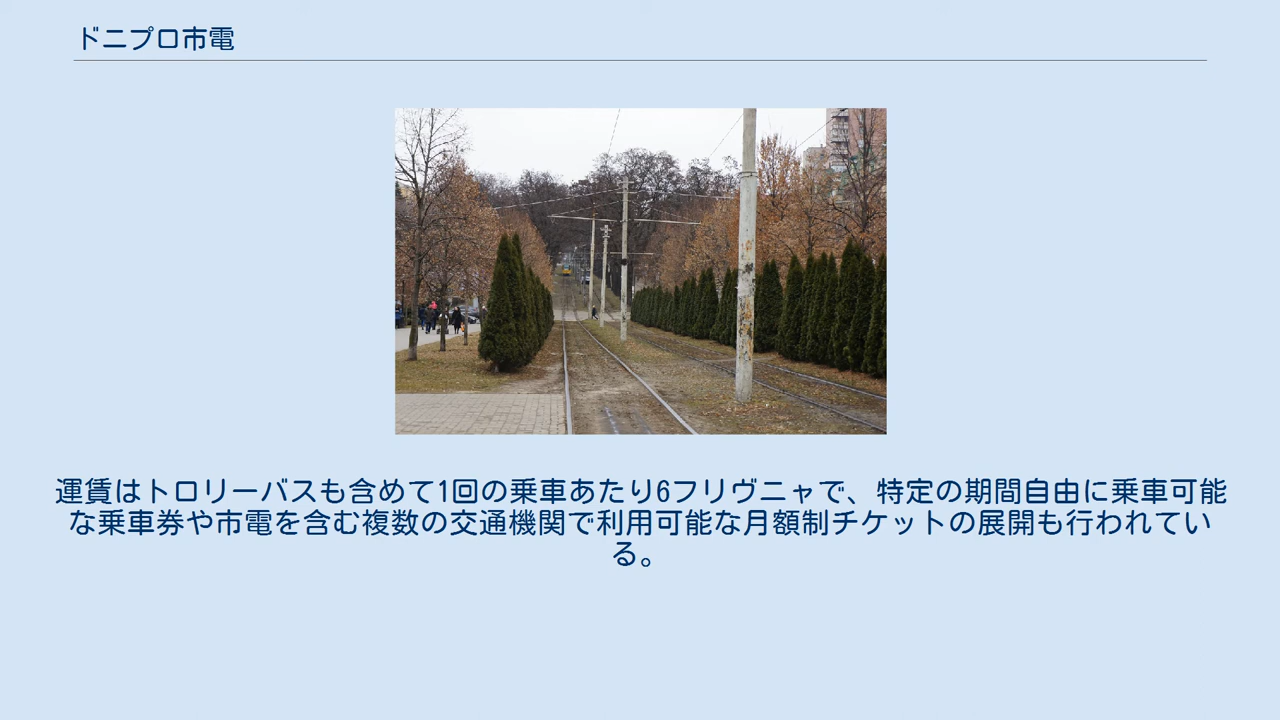 ドニプロ市電
運賃はトロリーバスも含めて1回の乗車あたり6フリヴニャで、特定の期間自由に乗車可能
な乗車券や市電を含む複数の交通機関で利用可能な月額制チケットの展開も行われてい
る。